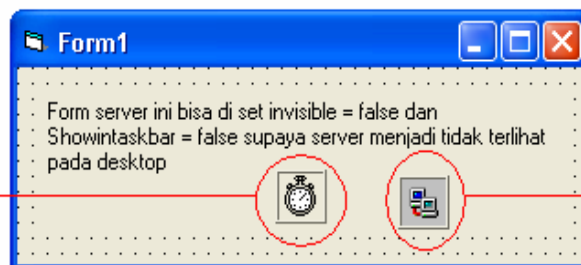 Form1
Form server ini bisa di set invisible = false dan
Showintaskbar = false supaya server menjadi tidak terlihat
pada desktop